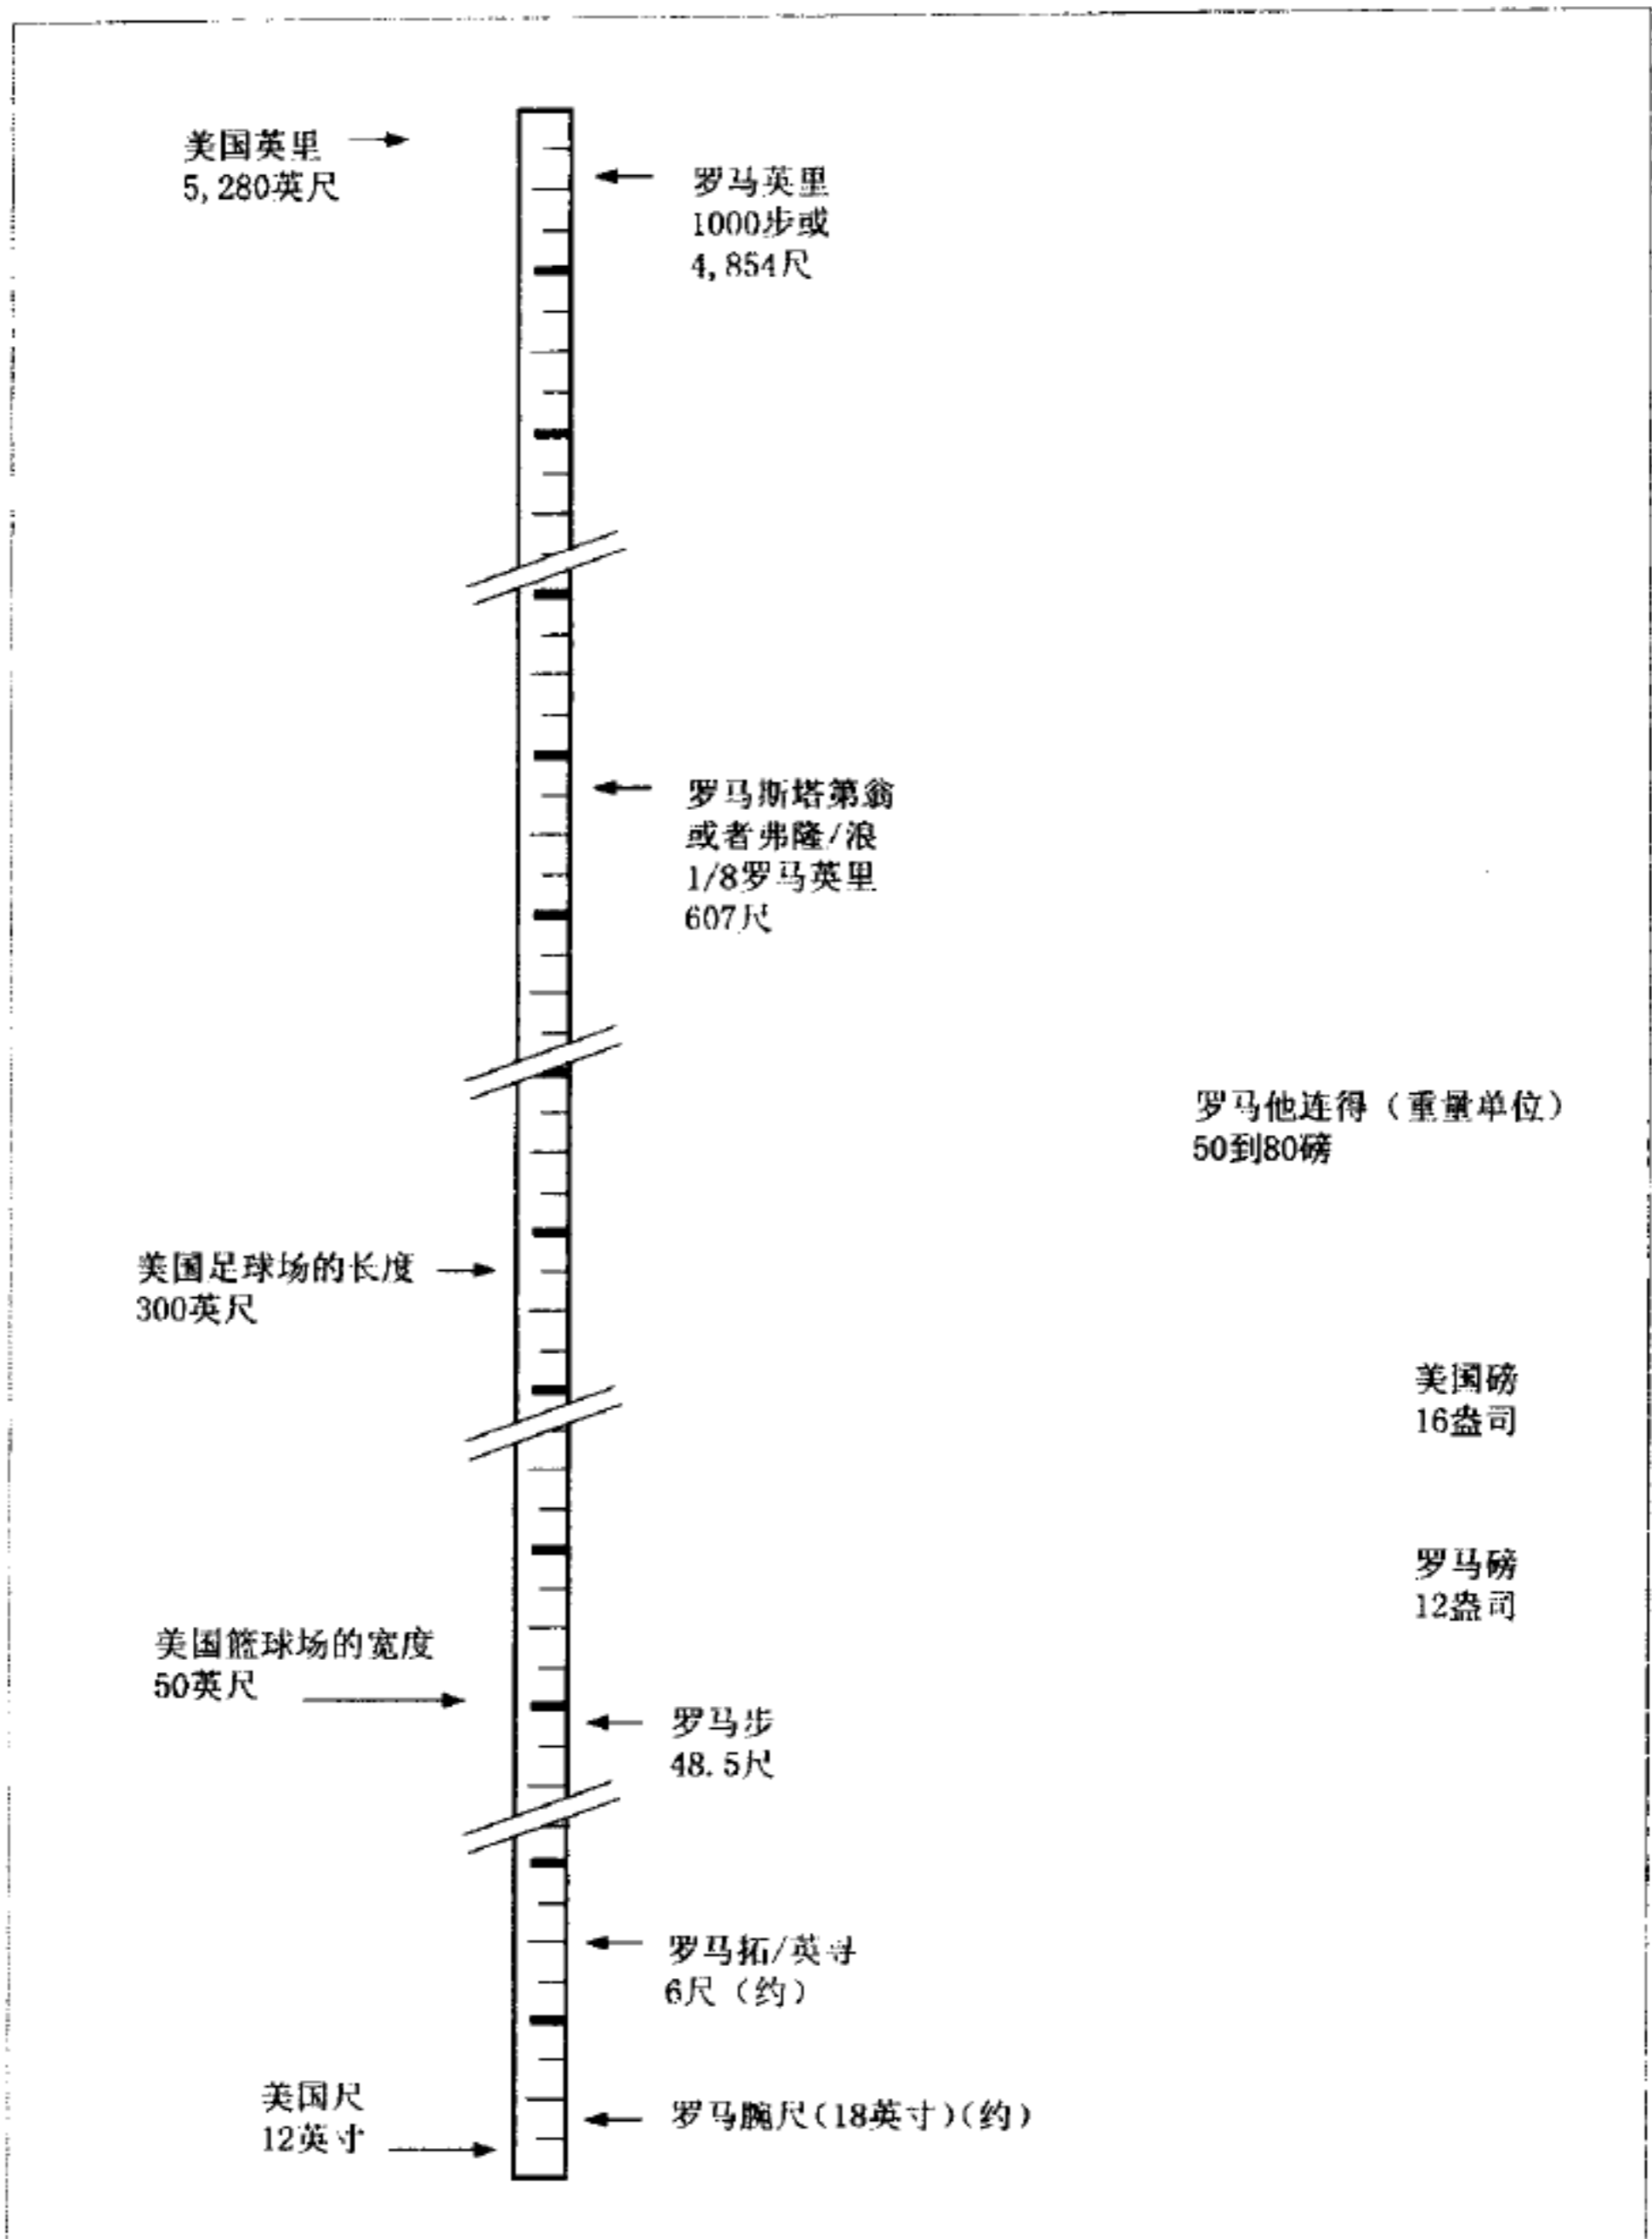 美国英里
5,280英尺
罗马英里
1000步或
4,854尺
罗马斯塔第翁
或者弗隆/浪
1/8罗马英里
607尺
罗马他连得（重量单位）
50到80磅
美国足球场的长度
300英尺
美国磅
16盎司
罗马磅
12盎司
美国篮球场的宽度
50英尺
罗马步
48.5尺
罗马拓/英寻
6尺（约）
美国尺
12英寸
罗马腕尺(18英寸)(约)